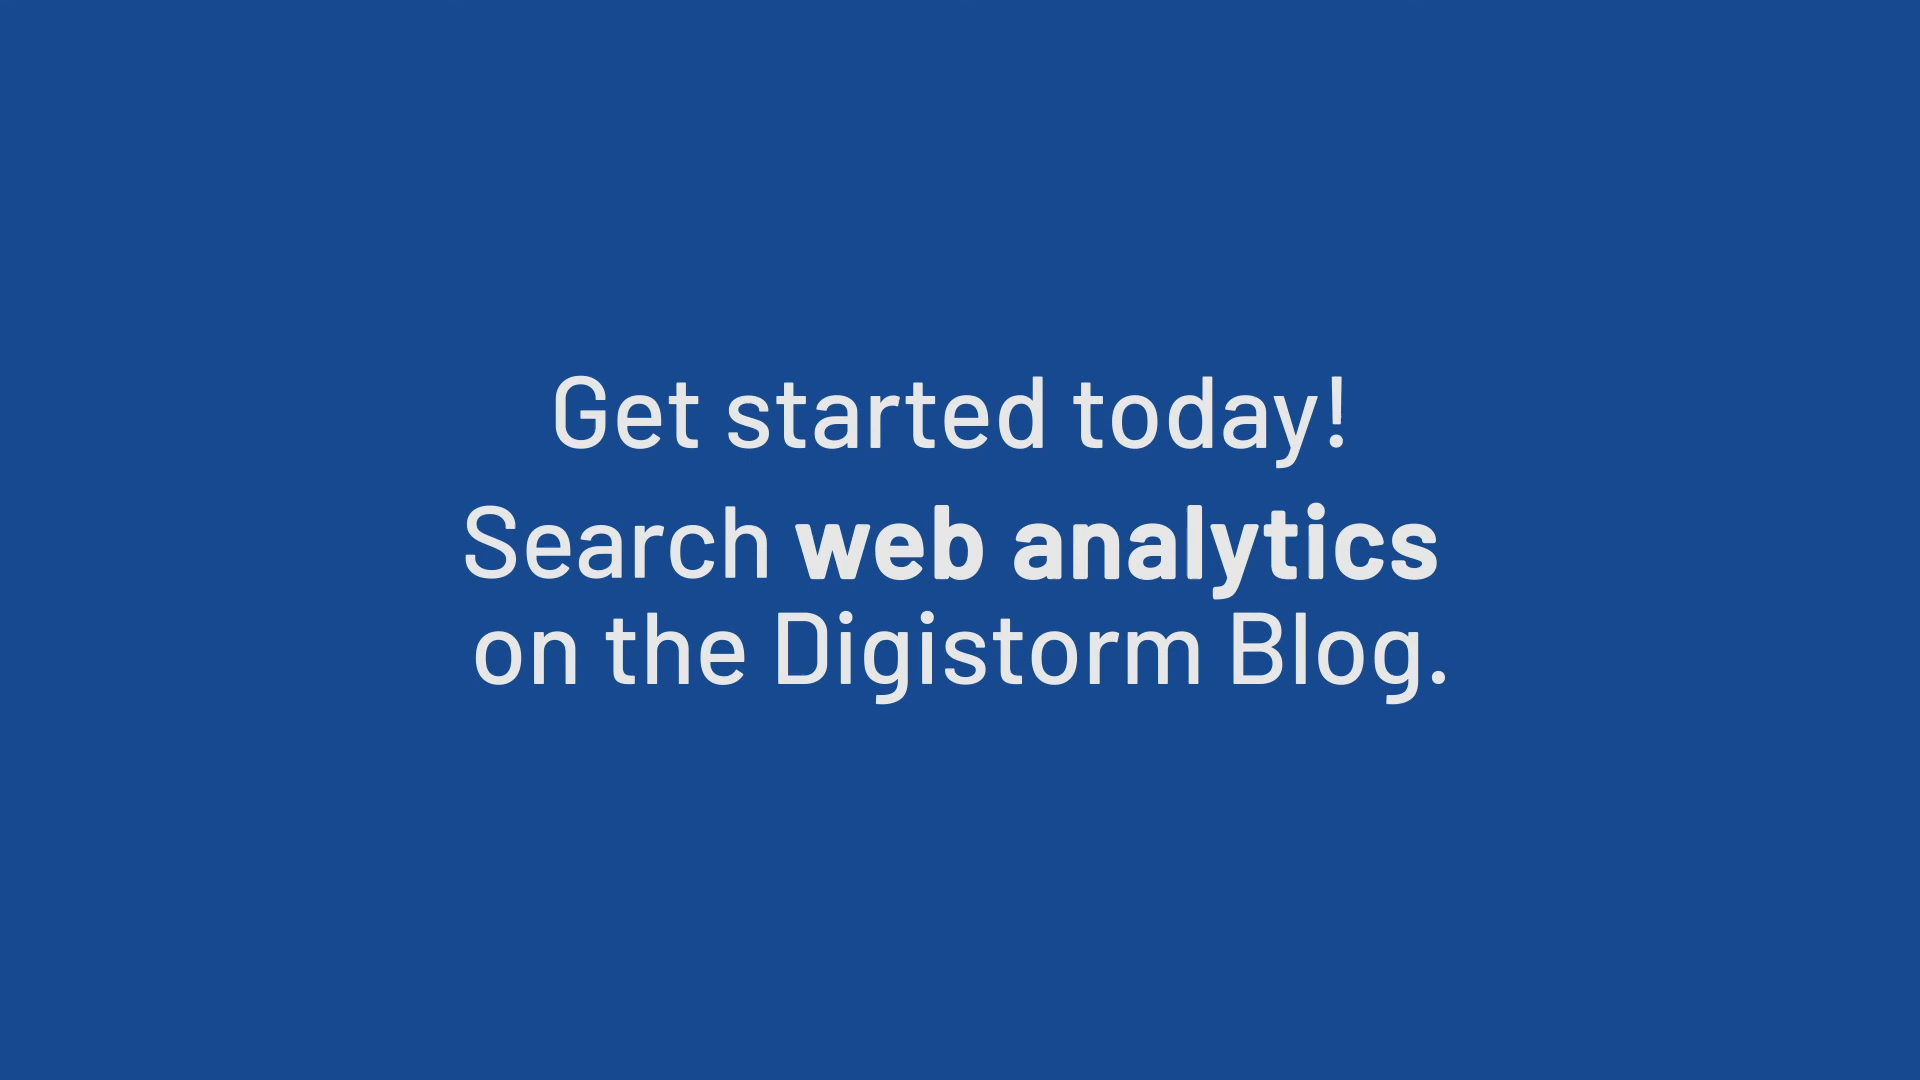 Get started today!
Search web analytics
on the Digistorm Blog.